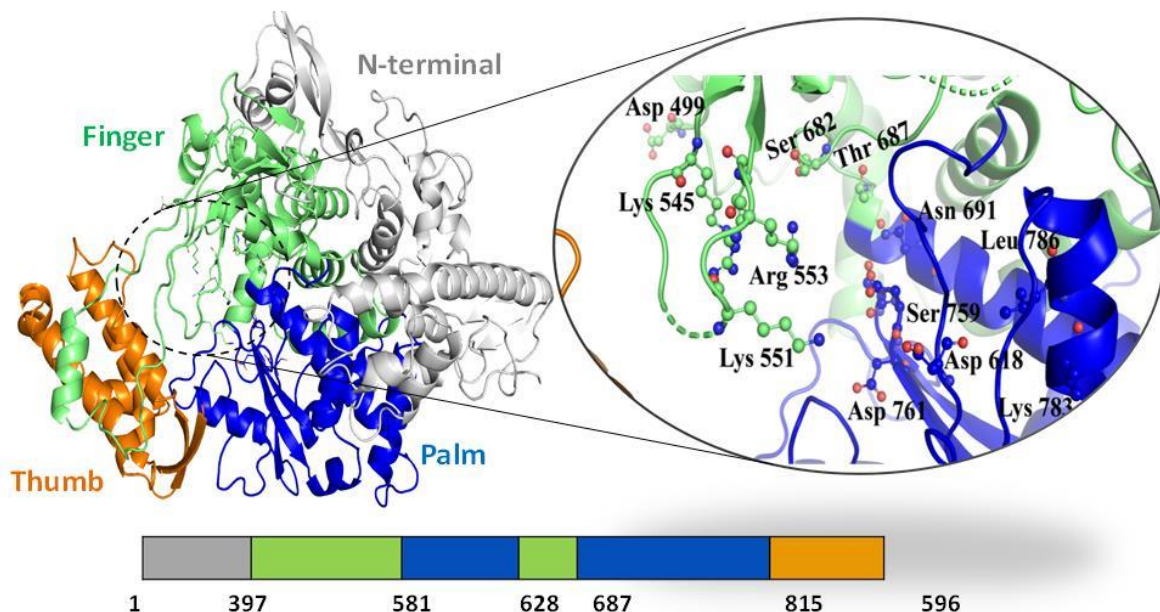 N-terminal
Finger
Thumb
Palm
Asp 499
Ser 682
Thr 687
Lys 545
Asn 691
Leu 786
Arg 553
Ser 759
Lys 551
Asp 618
Asp 761
Lys 783
1 397 581 628 687 815 596